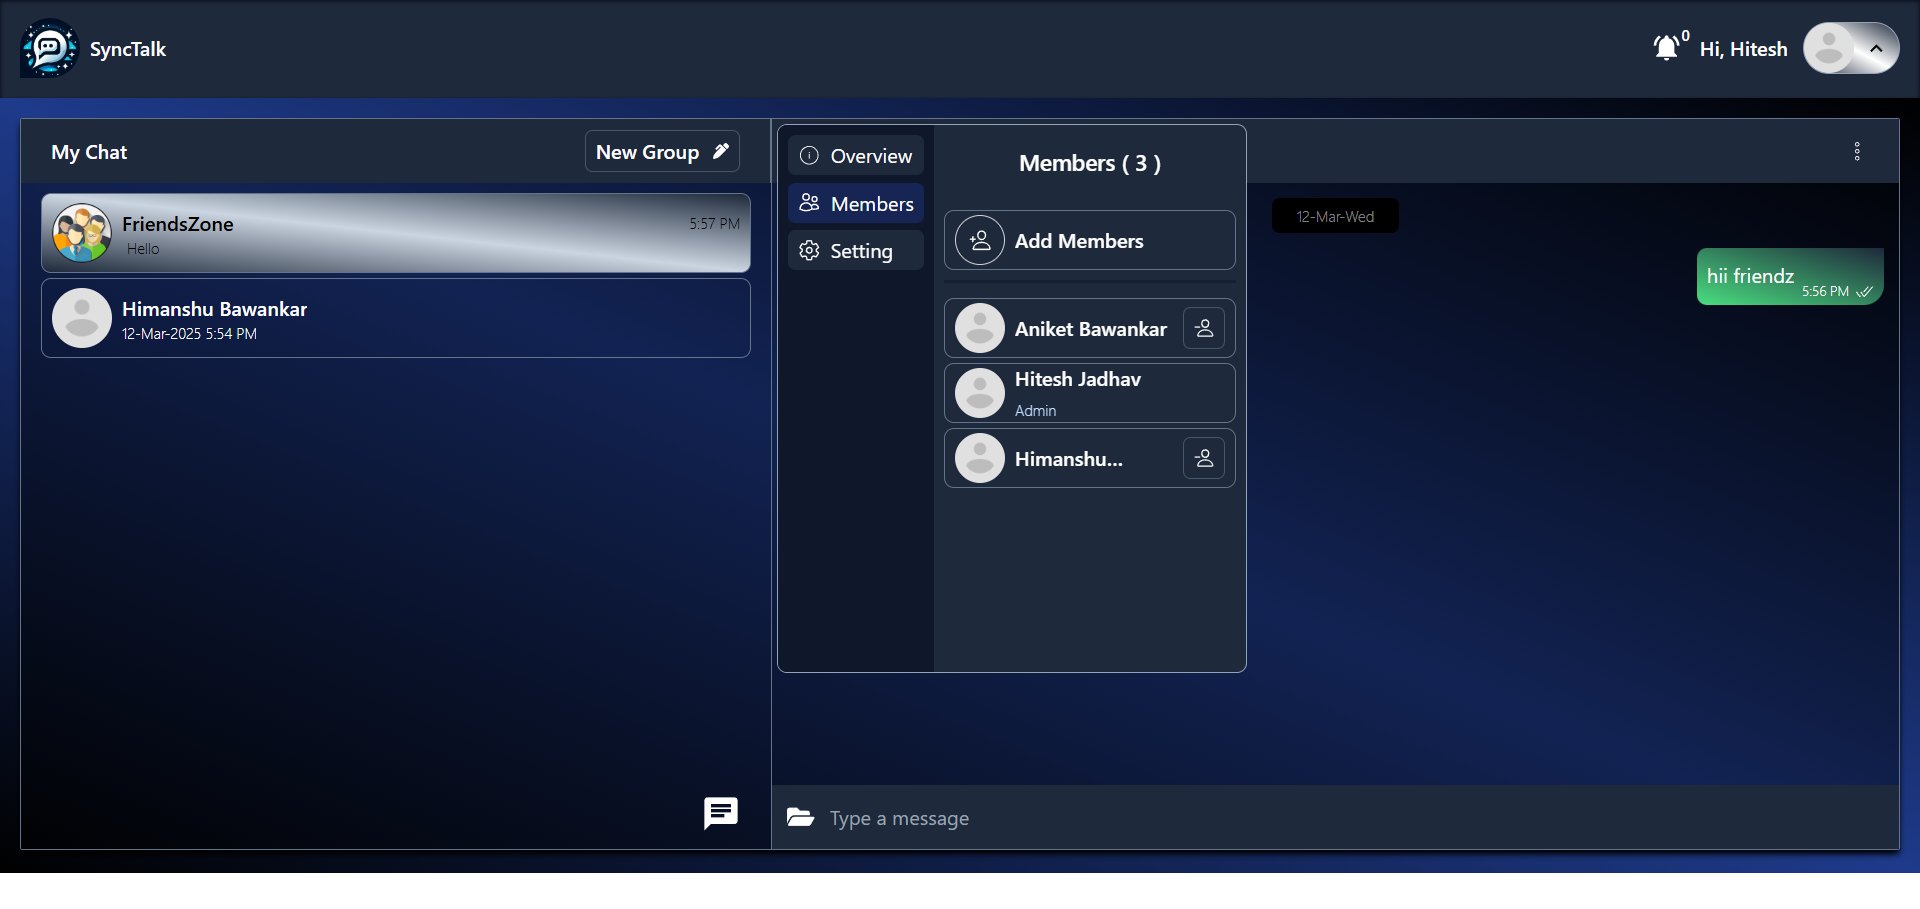 SyncTalk
0
Hi, Hitesh
My Chat
New Group
FriendsZone
5:57 PM
Hello
Himanshu Bawankar
12-Mar-2025 5:54 PM
Overview
Members
Setting
Members ( 3 )
Add Members
Aniket Bawankar
Hitesh Jadhav
Admin
Himanshu...
12-Mar-Wed
hii friendz
5:56 PM
Type a message